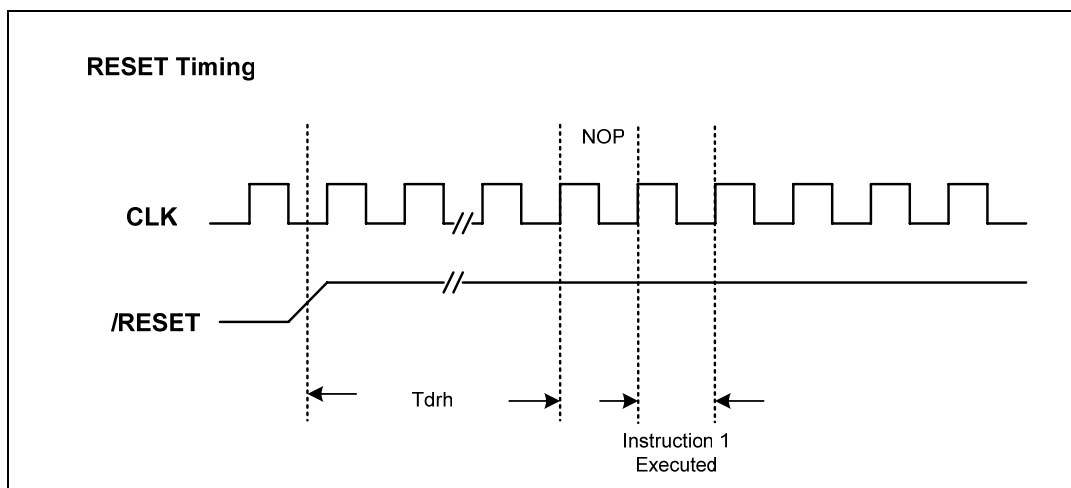 RESET Timing
NOP
CLK
/RESET
Tdrh
Instruction 1
Executed